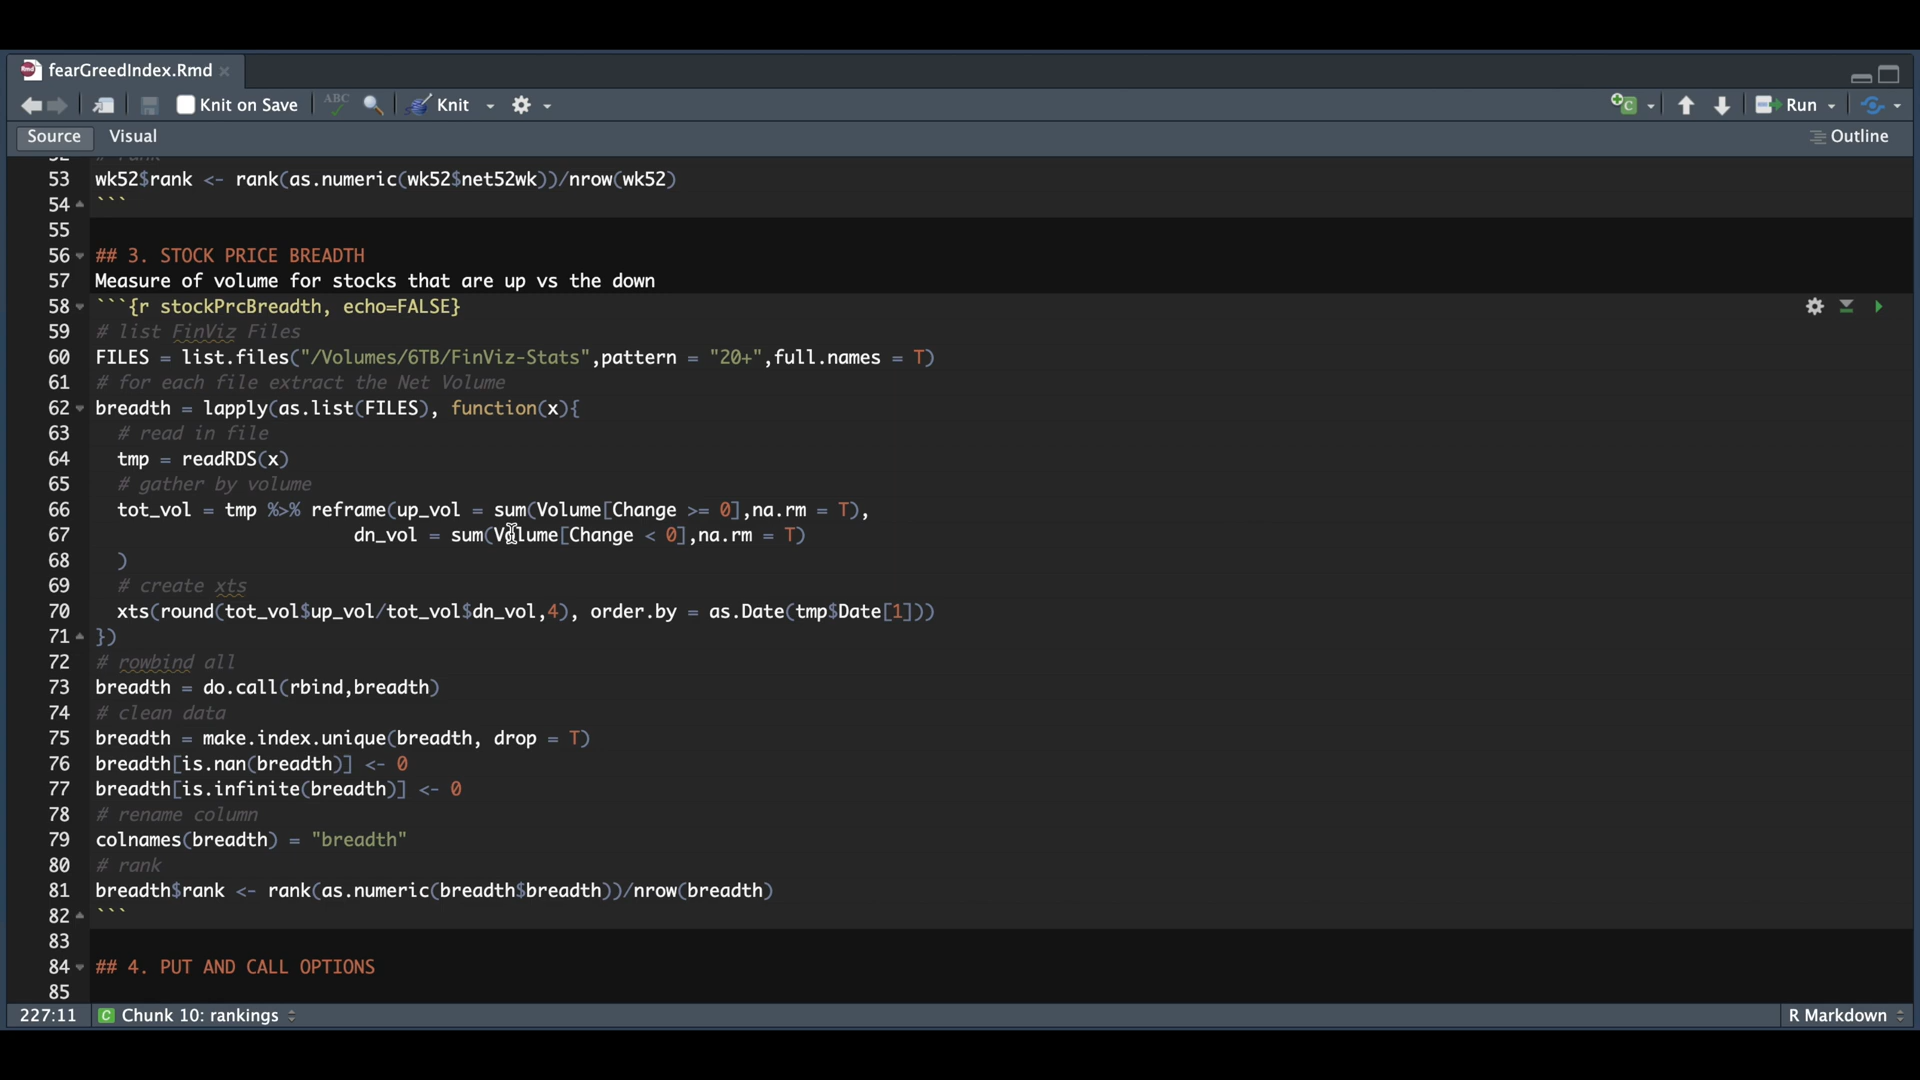 fearGreedIndex.Rmd
Knit on Save ABC Knit Run
Source Visual Outline
53 wk52$rank <- rank(as.numeric(wk52$net52wk))/nrow(wk52)
54 ```
55
56 ## 3. STOCK PRICE BREADTH
57 Measure of volume for stocks that are up vs the down
58 ```{r stockPrcBreadth, echo=FALSE}
59 # list FinViz Files
60 FILES = list.files("/Volumes/6TB/FinViz-Stats",pattern = "20+",full.names = T)
61 # for each file extract the Net Volume
62 breadth = lapply(as.list(FILES), function(x){
63 # read in file
64 tmp = readRDS(x)
65 # gather by volume
66 tot_vol = tmp %>% reframe(up_vol = sum(Volume[Change >= 0],na.rm = T),
67 dn_vol = sum(Volume[Change < 0],na.rm = T)
68 )
69 # create xts
70 xts(round(tot_vol$up_vol/tot_vol$dn_vol,4), order.by = as.Date(tmp$Date[1]))
71 })
72 # rowbind all
73 breadth = do.call(rbind,breadth)
74 # clean data
75 breadth = make.index.unique(breadth, drop = T)
76 breadth[is.nan(breadth)] <- 0
77 breadth[is.infinite(breadth)] <- 0
78 # rename column
79 colnames(breadth) = "breadth"
80 # rank
81 breadth$rank <- rank(as.numeric(breadth$breadth))/nrow(breadth)
82 ```
83
84 ## 4. PUT AND CALL OPTIONS
85
227:11 C Chunk 10: rankings R Markdown